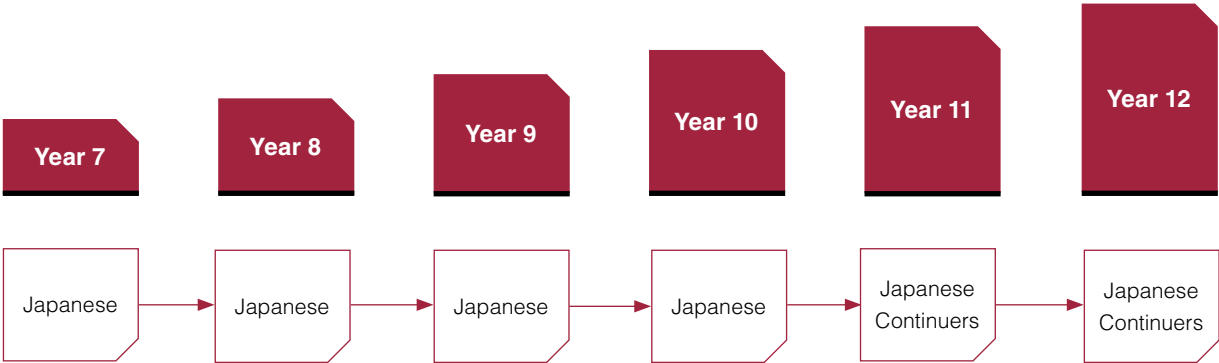 Year 7
Year 8
Year 9
Year 10
Year 11
Year 12
Japanese
Japanese
Japanese
Japanese
Japanese
Continuers
Japanese
Continuers